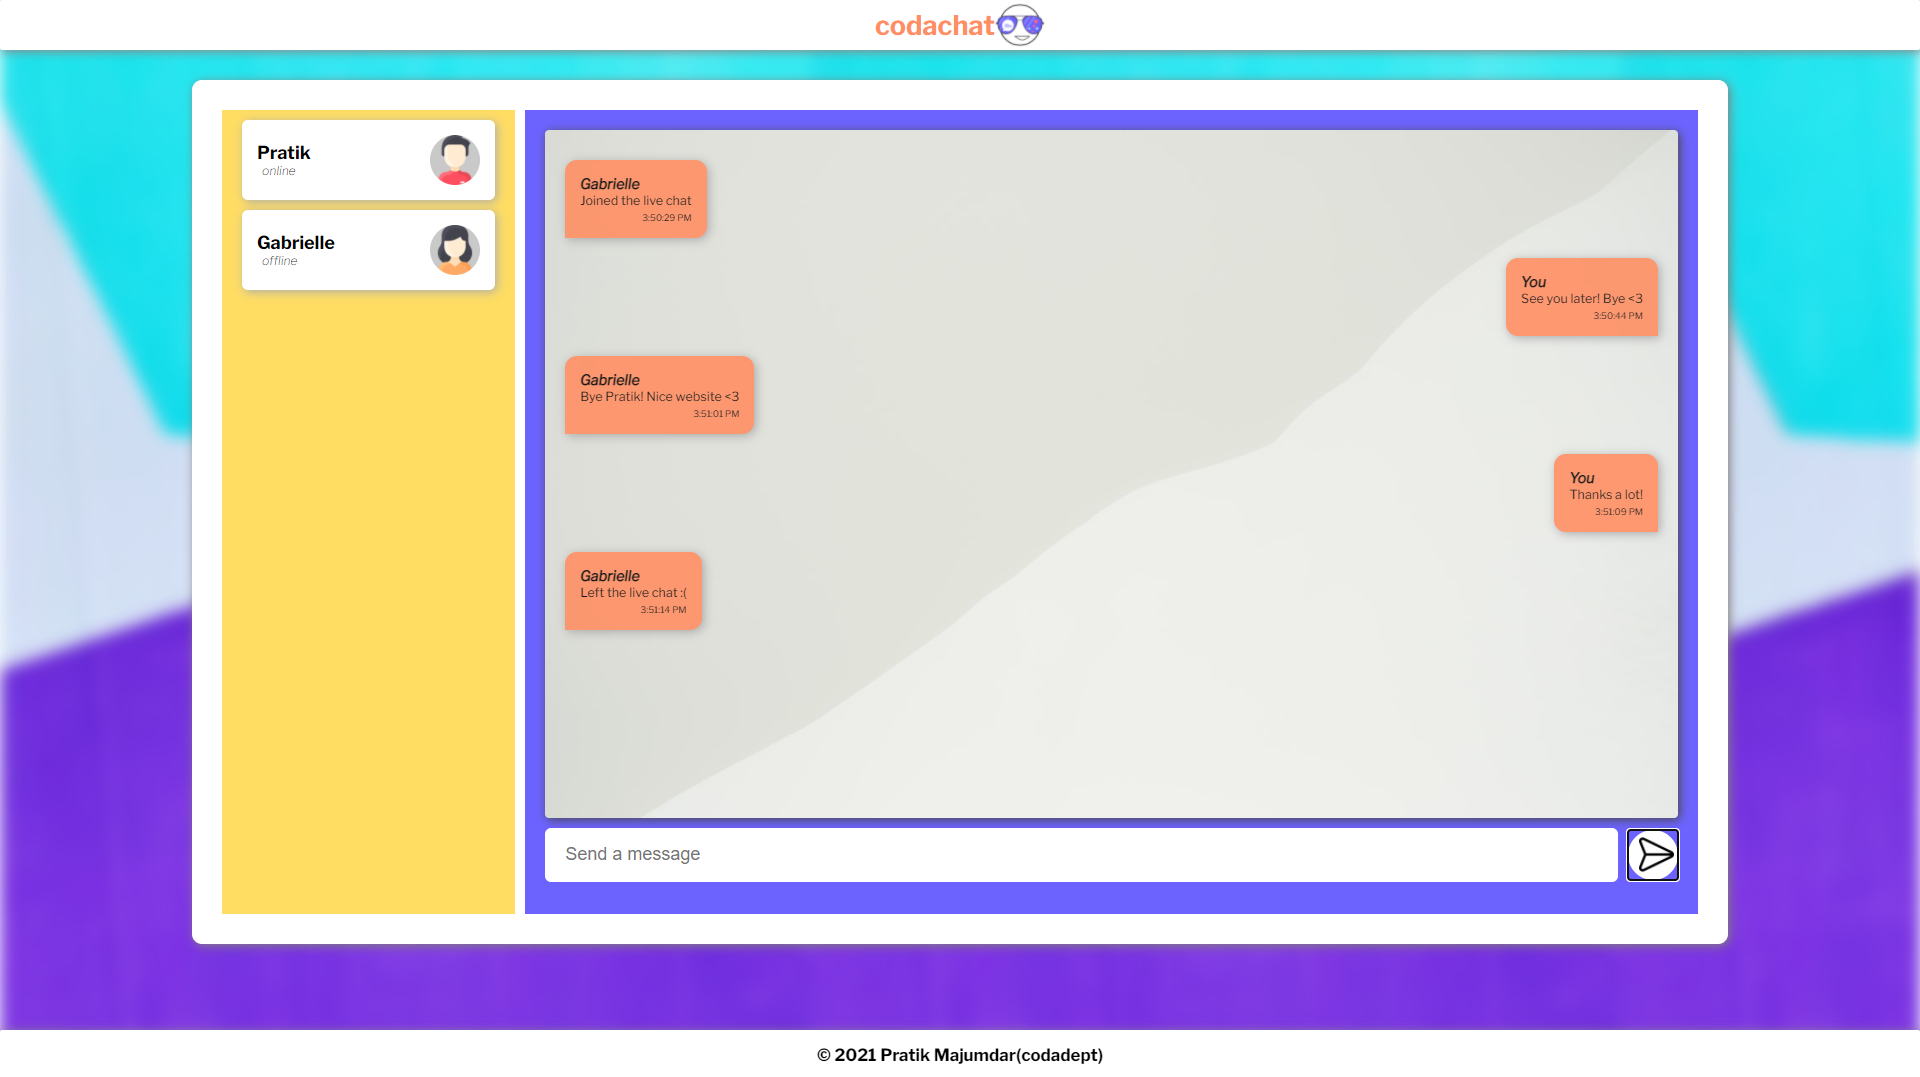 codachat
Pratik
online
Gabrielle
offline
Gabrielle
Joined the live chat
3:50:29 PM
You
See you later! Bye <3
3:50:44 PM
Gabrielle
Bye Pratik! Nice website <3
3:51:01 PM
You
Thanks a lot!
3:51:09 PM
Gabrielle
Left the live chat :(
3:51:14 PM
Send a message
© 2021 Pratik Majumdar(codadept)